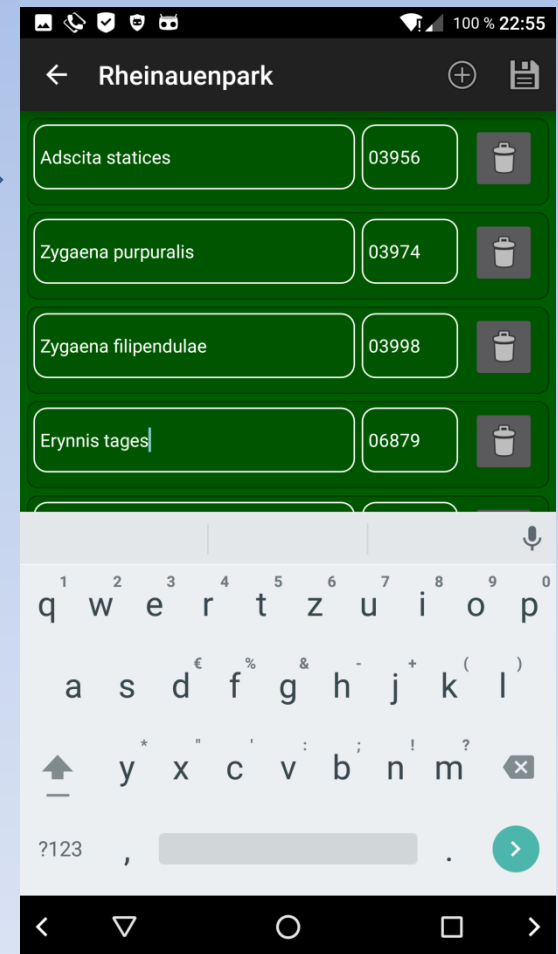 100 % 22:55
Rheinauenpark
Adscita statices 03956
Zygaena purpuralis 03974
Zygaena filipendulae 03998
Erynnis tages 06879
1 2 3 4 5 6 7 8 9 0
q w e r t z u i o p
€ % & - + ( )
a s d f g h j k l
* " ' : ; ! ?
y x c v b n m
?123 , .